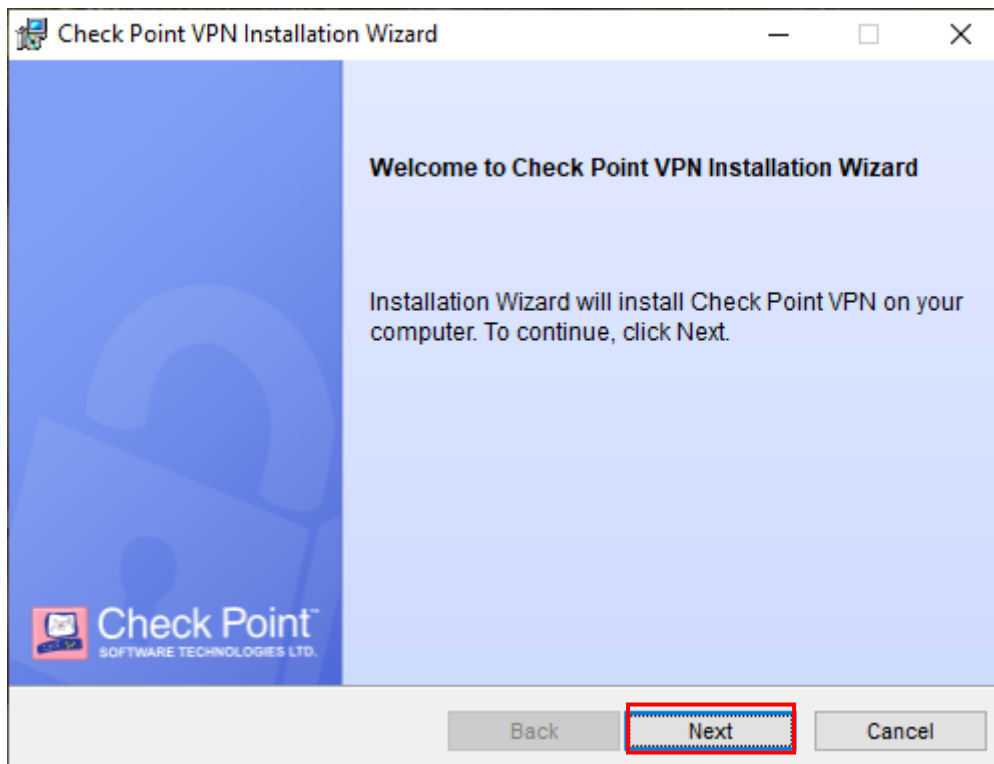 Check Point VPN Installation Wizard
Welcome to Check Point VPN Installation Wizard
Installation Wizard will install Check Point VPN on your
computer. To continue, click Next.
Check Point™
SOFTWARE TECHNOLOGIES LTD.
Back Next Cancel